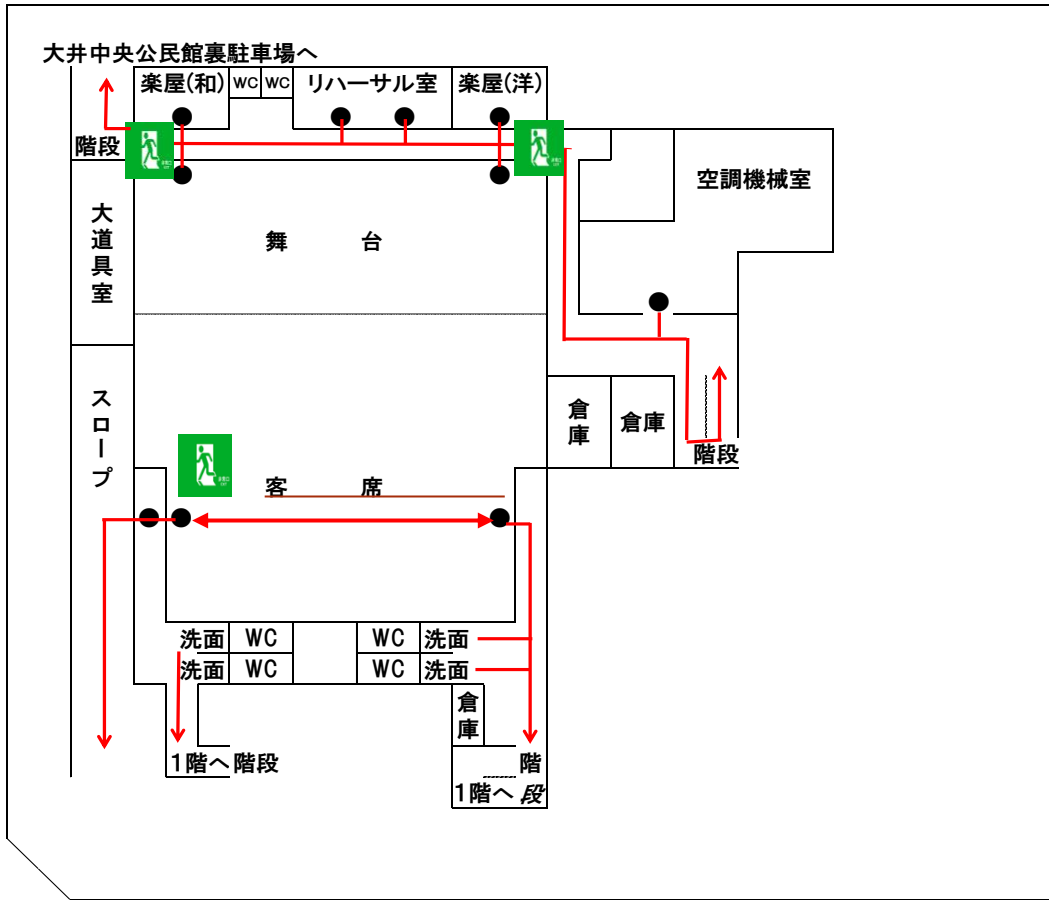 大井中央公民館裏駐車場へ
楽屋(和)
WC
WC
リハーサル室
楽屋(洋)
階段
空調機械室
大道具室
舞　台
スロープ
倉庫
倉庫
階段
客　席
洗面
WC
WC
洗面
洗面
WC
WC
洗面
倉庫
1階へ階段
階段
1階へ